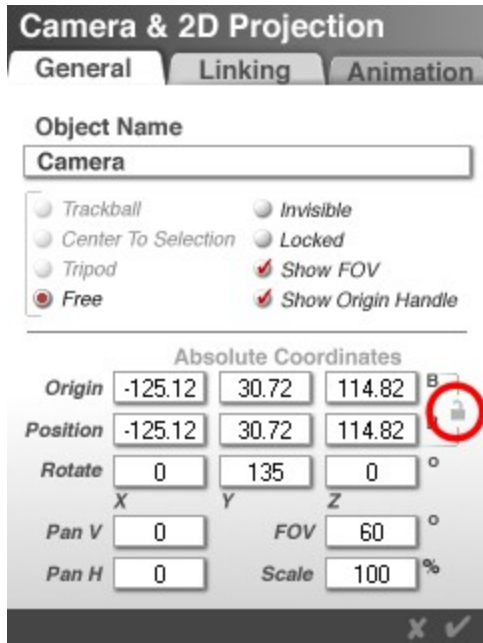 Camera & 2D Projection
General Linking Animation
Object Name
Camera
Trackball Invisible
Center To Selection Locked
Tripod Show FOV
Free Show Origin Handle
Absolute Coordinates
Origin -125.12 30.72 114.82 B
Position -125.12 30.72 114.82
Rotate 0 135 0 °
X Y Z
Pan V 0 FOV 60 °
Pan H 0 Scale 100 %